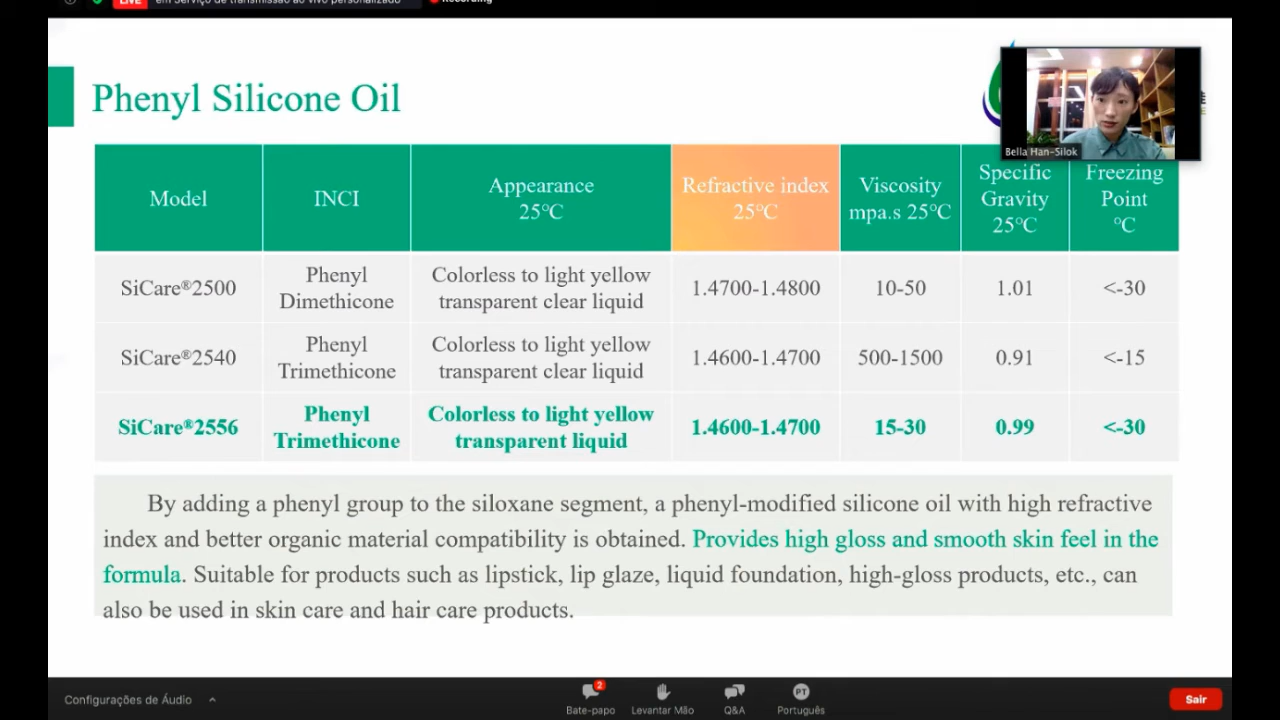 LIVE
em Serviço de transmissão ao vivo personalizado
Recording
Phenyl Silicone Oil
Bella Han-Silok
Model
INCI
Appearance
25℃
Refractive index
25℃
Viscosity
mpa.s 25℃
Specific
Gravity
25℃
Freezing
Point
℃
SiCare®2500
Phenyl
Dimethicone
Colorless to light yellow
transparent clear liquid
1.4700-1.4800
10-50
1.01
<-30
SiCare®2540
Phenyl
Trimethicone
Colorless to light yellow
transparent clear liquid
1.4600-1.4700
500-1500
0.91
<-15
SiCare®2556
Phenyl
Trimethicone
Colorless to light yellow
transparent liquid
1.4600-1.4700
15-30
0.99
<-30
By adding a phenyl group to the siloxane segment, a phenyl-modified silicone oil with high refractive
index and better organic material compatibility is obtained. Provides high gloss and smooth skin feel in the
formula. Suitable for products such as lipstick, lip glaze, liquid foundation, high-gloss products, etc., can
also be used in skin care and hair care products.
Configurações de Áudio
2
Bate-papo
Levantar Mão
Q&A
PT
Português
Sair